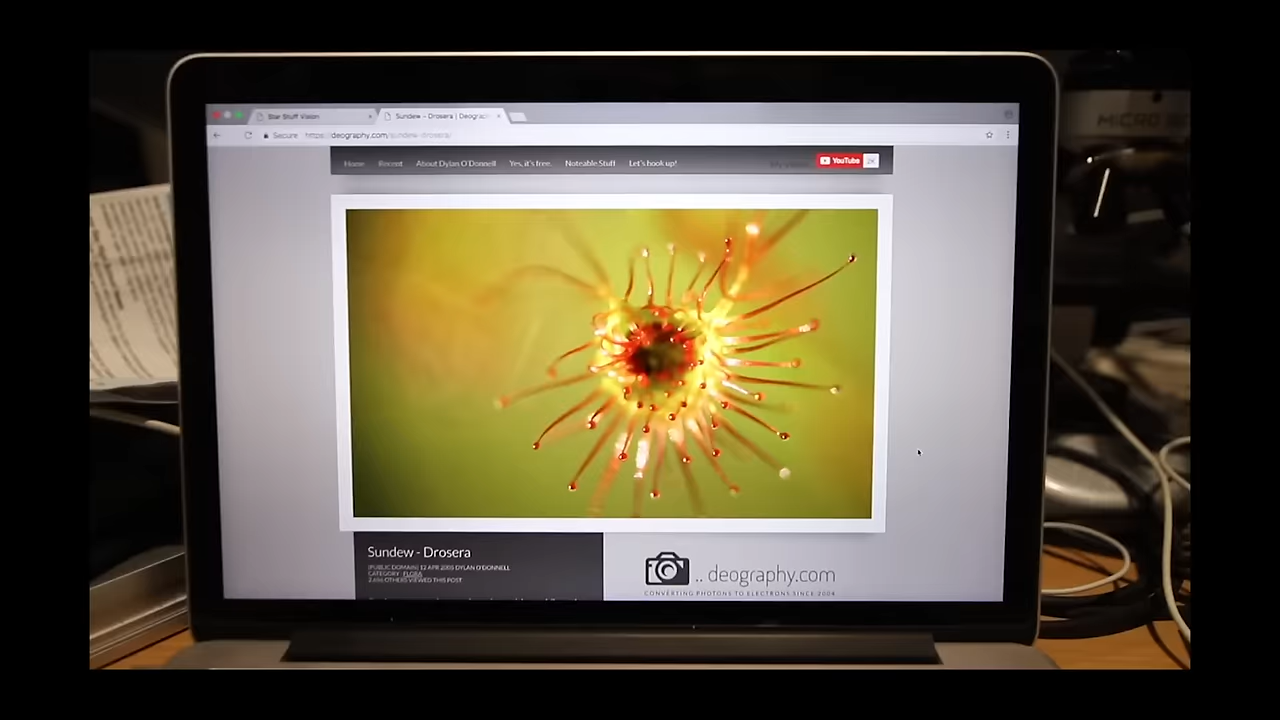 MICRO
Star Stuff Vision
Sundew – Drosera | Deograph
Secure https://deography.com/sundew-drosera/
Home Recent About Dylan O'Donnell Yes, it's free. Noteable Stuff Let's hook up! YouTube 2K
Sundew - Drosera
(PUBLIC DOMAIN) 12 APR 2005 DYLAN O'DONNELL
CATEGORY : FLORA
OTHERS VIEWED THIS POST
.. deography.com
CONVERTING PHOTONS TO ELECTRONS SINCE 2004